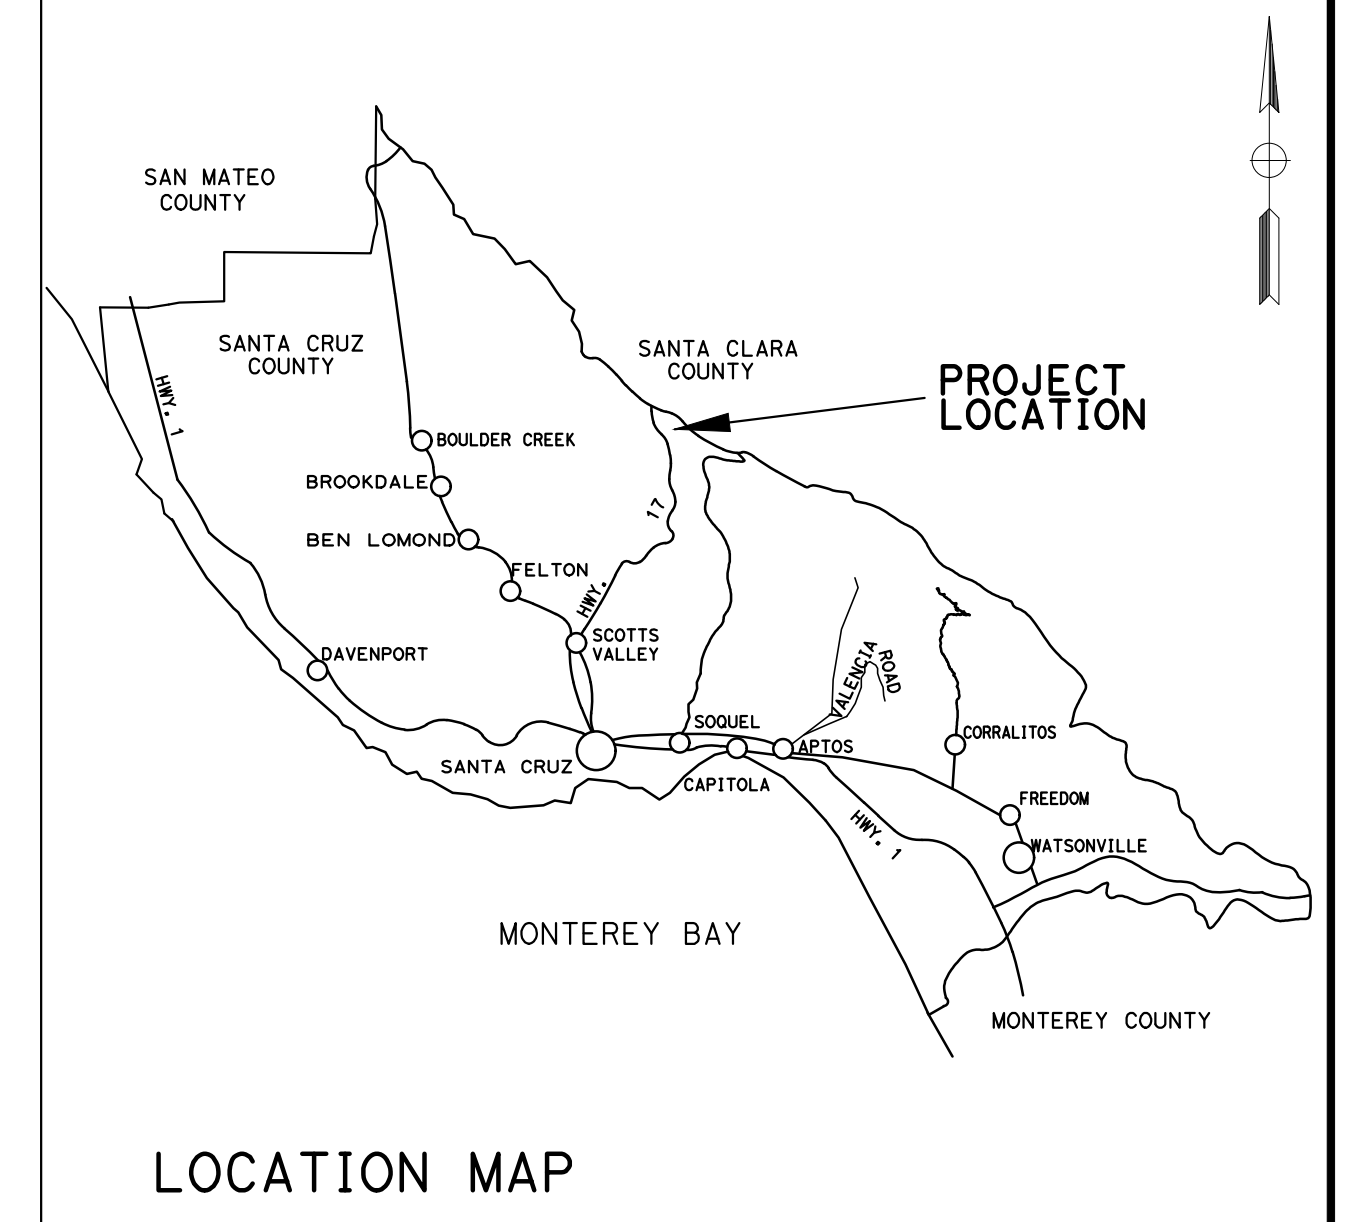 SAN MATEO
COUNTY
SANTA CRUZ
COUNTY
SANTA CLARA
COUNTY
PROJECT
LOCATION
HWY. 1
BOULDER CREEK
BROOKDALE
BEN LOMOND
FELTON
HWY. 17
SCOTTS
VALLEY
DAVENPORT
VALENCIA
ROAD
SOQUEL
CORRALITOS
APTOS
SANTA CRUZ
CAPITOLA
FREEDOM
HWY. 1
WATSONVILLE
MONTEREY BAY
MONTEREY COUNTY
LOCATION MAP